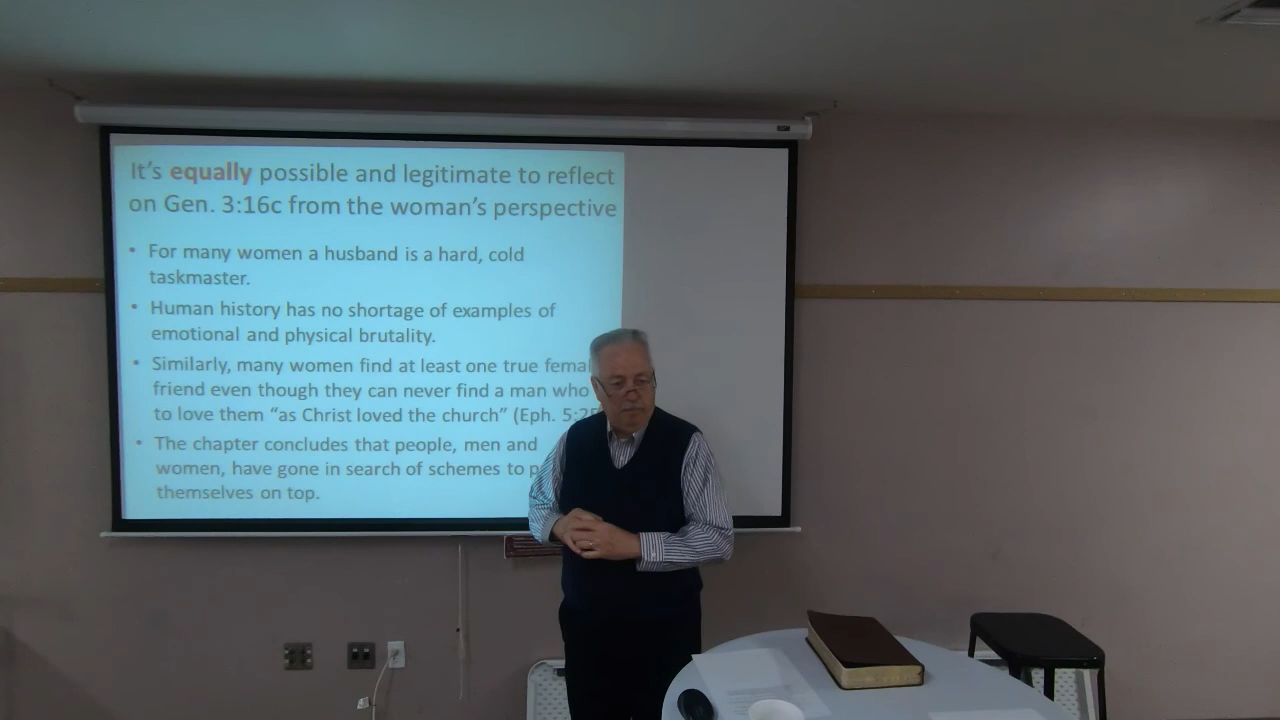 It's equally possible and legitimate to reflect
on Gen. 3:16c from the woman's perspective
• For many women a husband is a hard, cold
taskmaster.
• Human history has no shortage of examples of
emotional and physical brutality.
• Similarly, many women find at least one true
friend even though they can never find a man who
to love them "as Christ loved the church" (Eph.
• The chapter concludes that people, men and
women, have gone in search of schemes to
themselves on top.